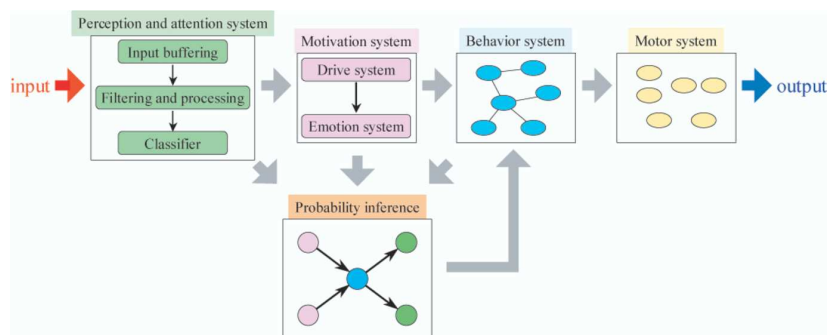 Perception and attention system
Input buffering
Filtering and processing
Classifier
input
Motivation system
Drive system
Emotion system
Behavior system
Motor system
output
Probability inference